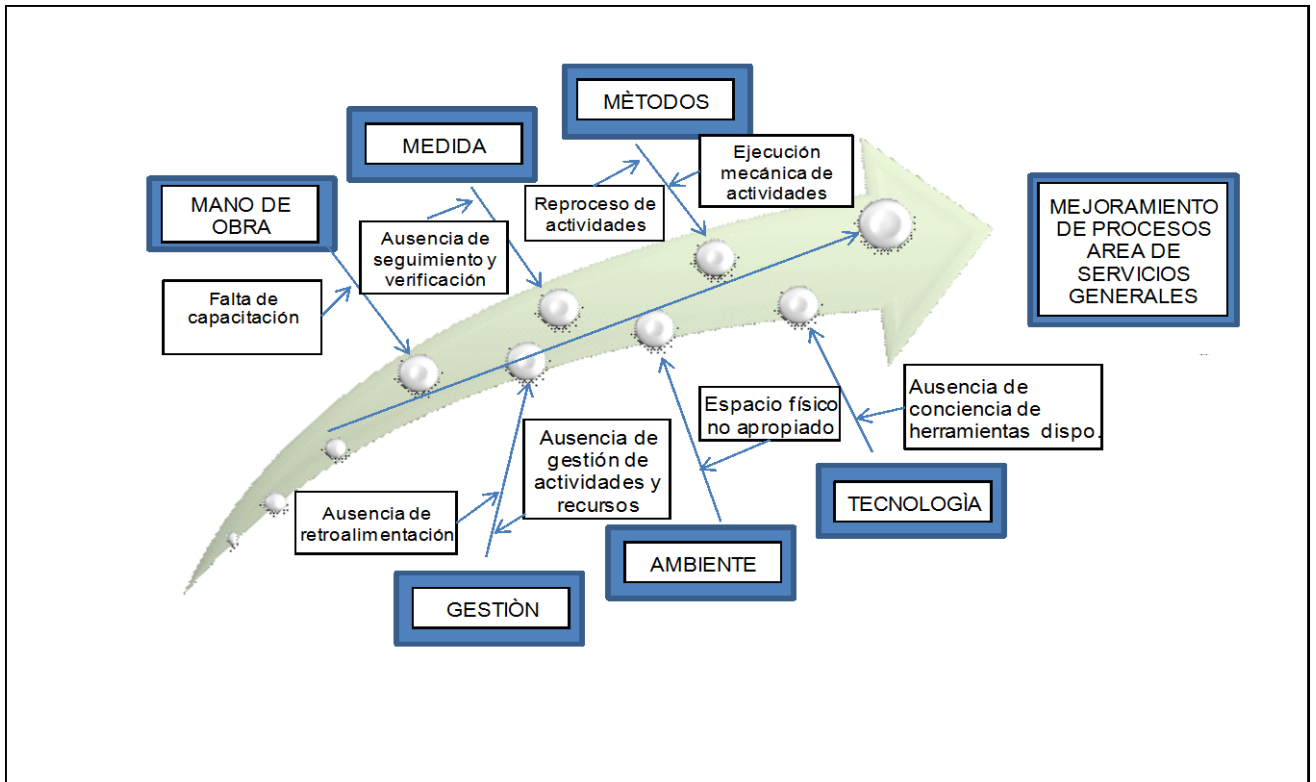 MÈTODOS
MEDIDA
Ejecución
mecánica de
actividades
MANO DE
OBRA
Reproceso de
actividades
MEJORAMIENTO
DE PROCESOS
AREA DE
SERVICIOS
GENERALES
Ausencia de
seguimiento y
verificación
Falta de
capacitación
Espacio físico
no apropiado
Ausencia de
conciencia de
herramientas dispo.
Ausencia de
gestión de
actividades y
recursos
Ausencia de
retroalimentación
TECNOLOGÌA
AMBIENTE
GESTIÒN